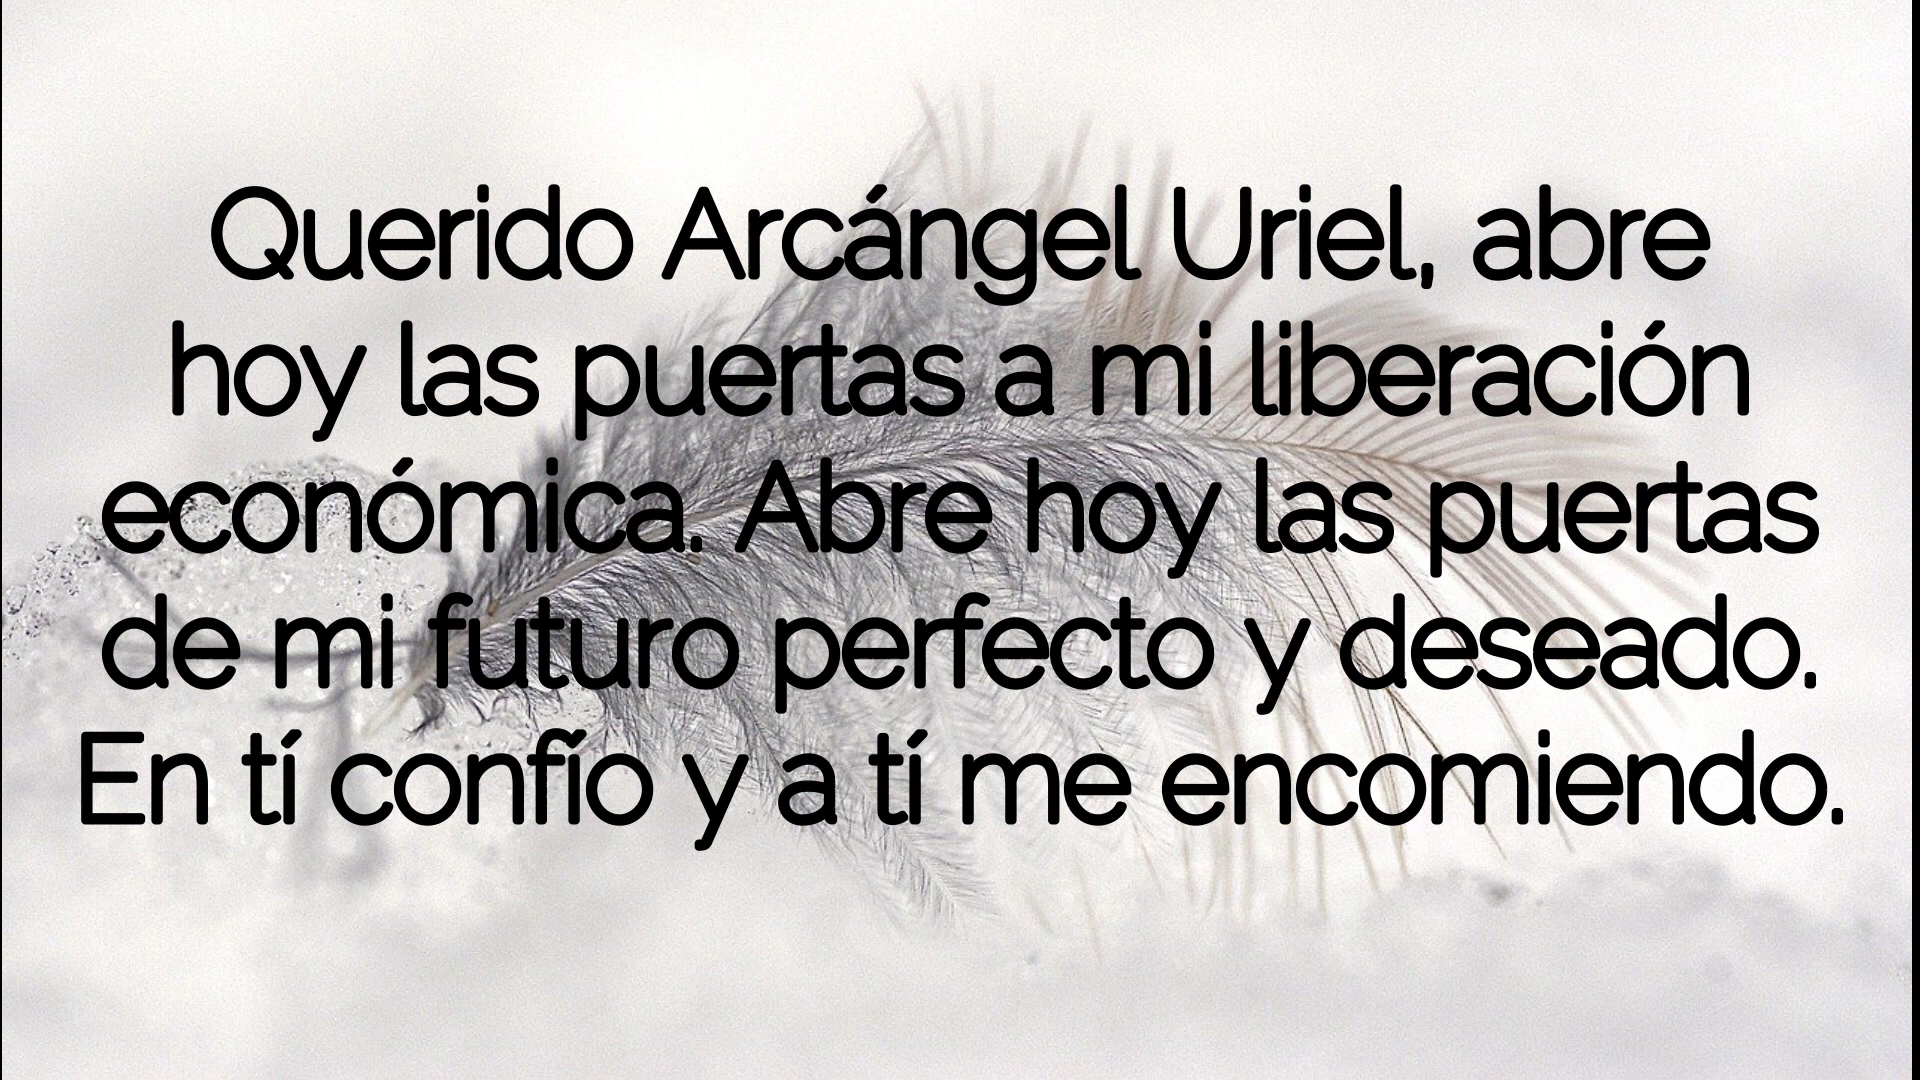 Querido Arcángel Uriel, abre
hoy las puertas a mi liberación
económica. Abre hoy las puertas
de mi futuro perfecto y deseado.
En tí confío y a tí me encomiendo.